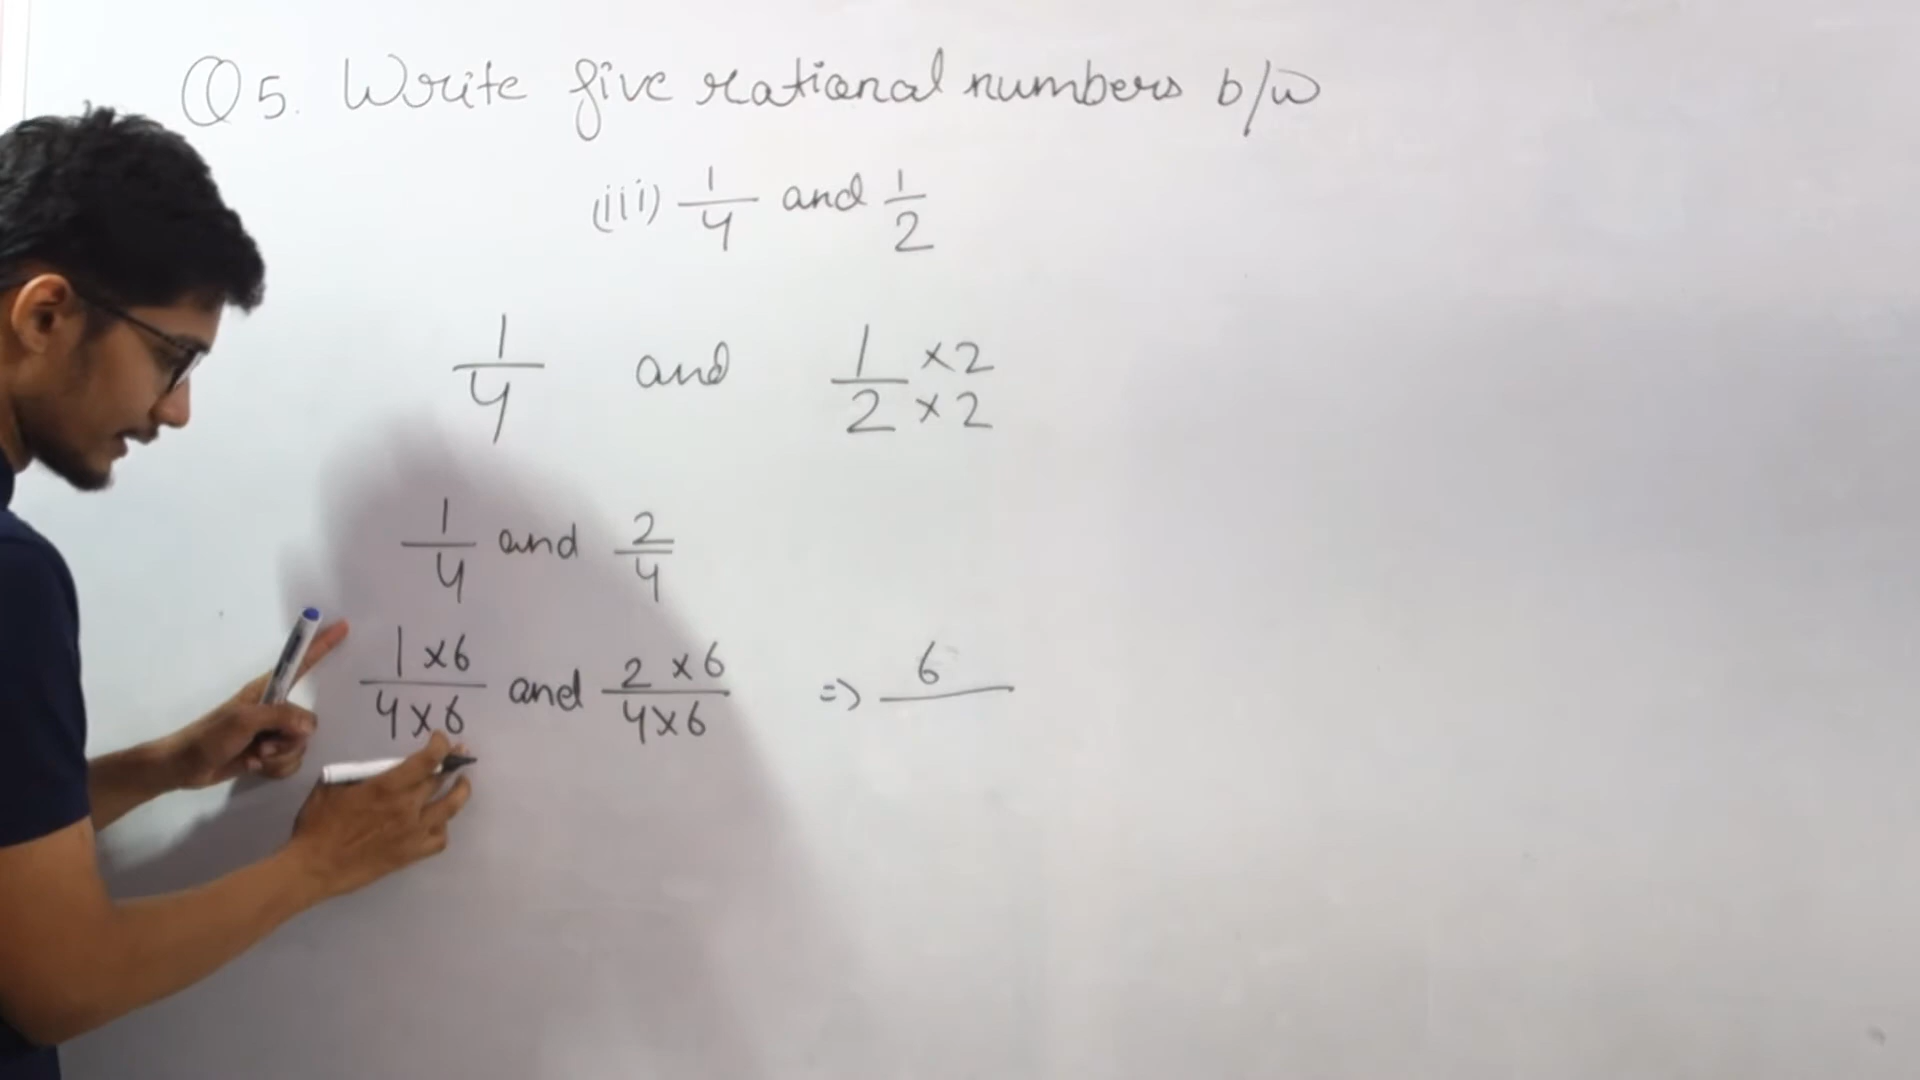 Q5. Write five rational numbers b/w
(iii) 1/4 and 1/2
1/4 and 1×2/2×2
1/4 and 2/4
1×6/4×6 and 2×6/4×6 => 6/